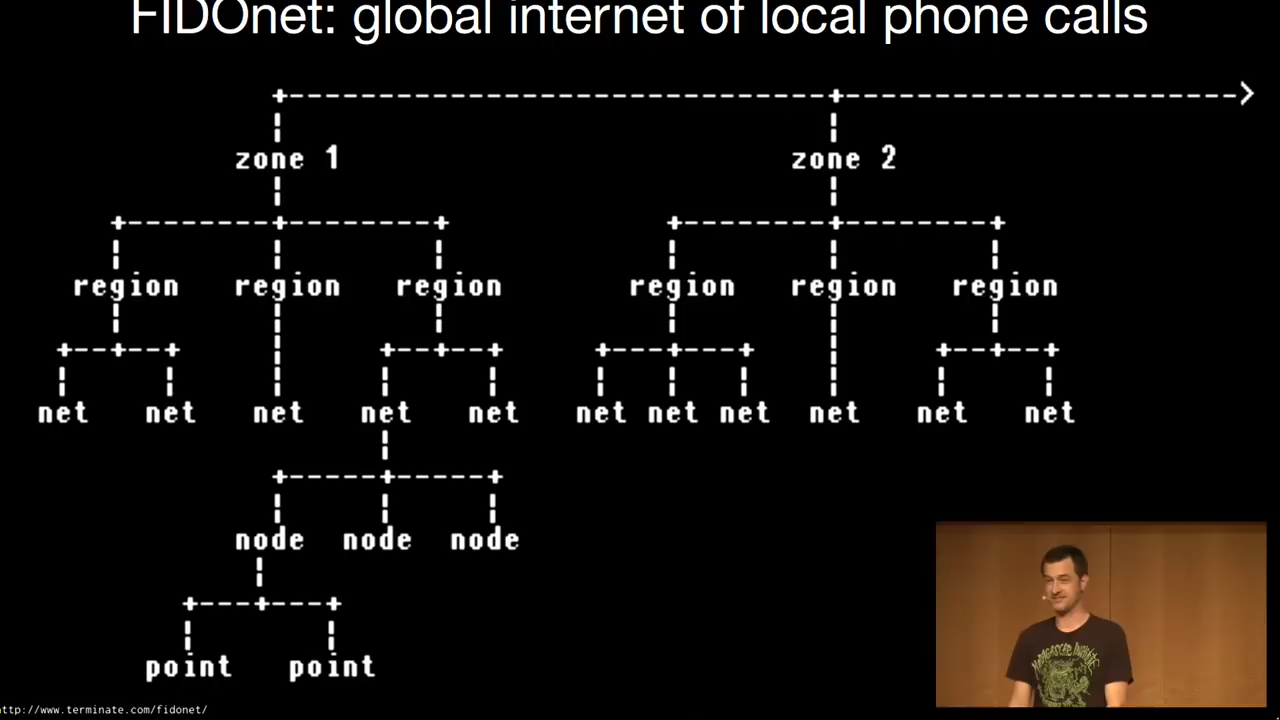 FIDOnet: global internet of local phone calls
zone 1 zone 2
region region region region region region
net net net net net net net net net net net
node node node
point point
http://www.terminate.com/fidonet/